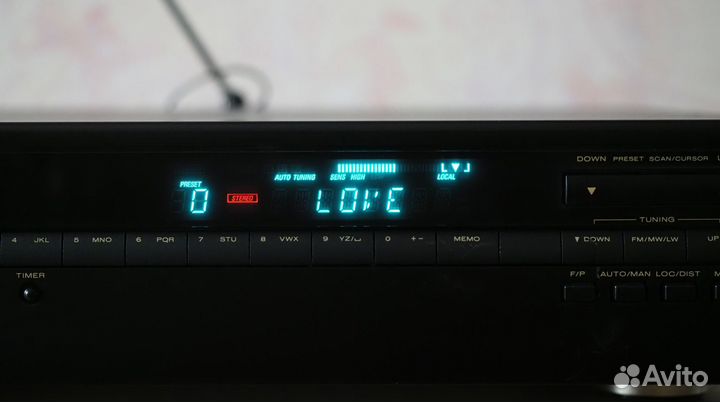 DOWN PRESET SCAN/CURSOR
PRESET AUTO TUNING SENS HIGH LOCAL
0 STEREO LOVE
TUNING
4 JKL 5 MNO 6 PQR 7 STU 8 VWX 9 YZ/␣ 0 +− MEMO ▼ DOWN FM/MW/LW UP
TIMER F/P AUTO/MAN LOC/DIST
Avito